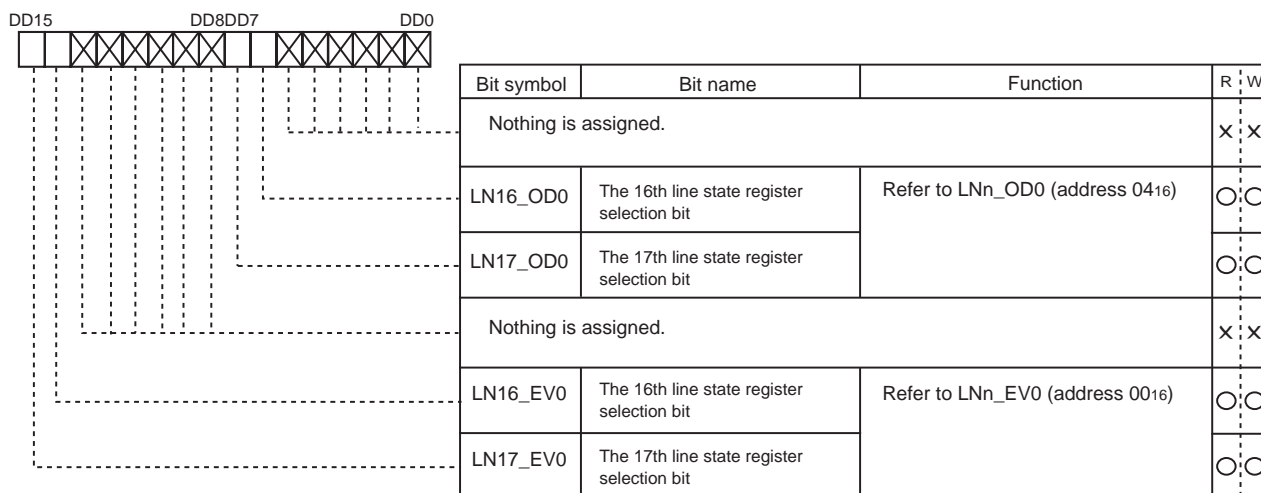 DD15 DD8DD7 DD0
Bit symbol Bit name Function R W
Nothing is assigned. × ×
LN16_OD0 The 16th line state register selection bit Refer to LNn_OD0 (address 0416) ○ ○
LN17_OD0 The 17th line state register selection bit ○ ○
Nothing is assigned. × ×
LN16_EV0 The 16th line state register selection bit Refer to LNn_EV0 (address 0016) ○ ○
LN17_EV0 The 17th line state register selection bit ○ ○